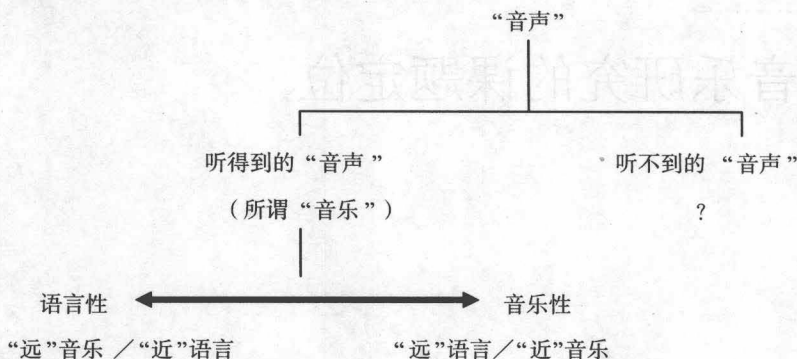 “音声”
听得到的“音声” 听不到的 “音声”
（所谓“音乐”） ？
语言性 音乐性
“远”音乐 ／“近”语言 “远”语言／“近”音乐